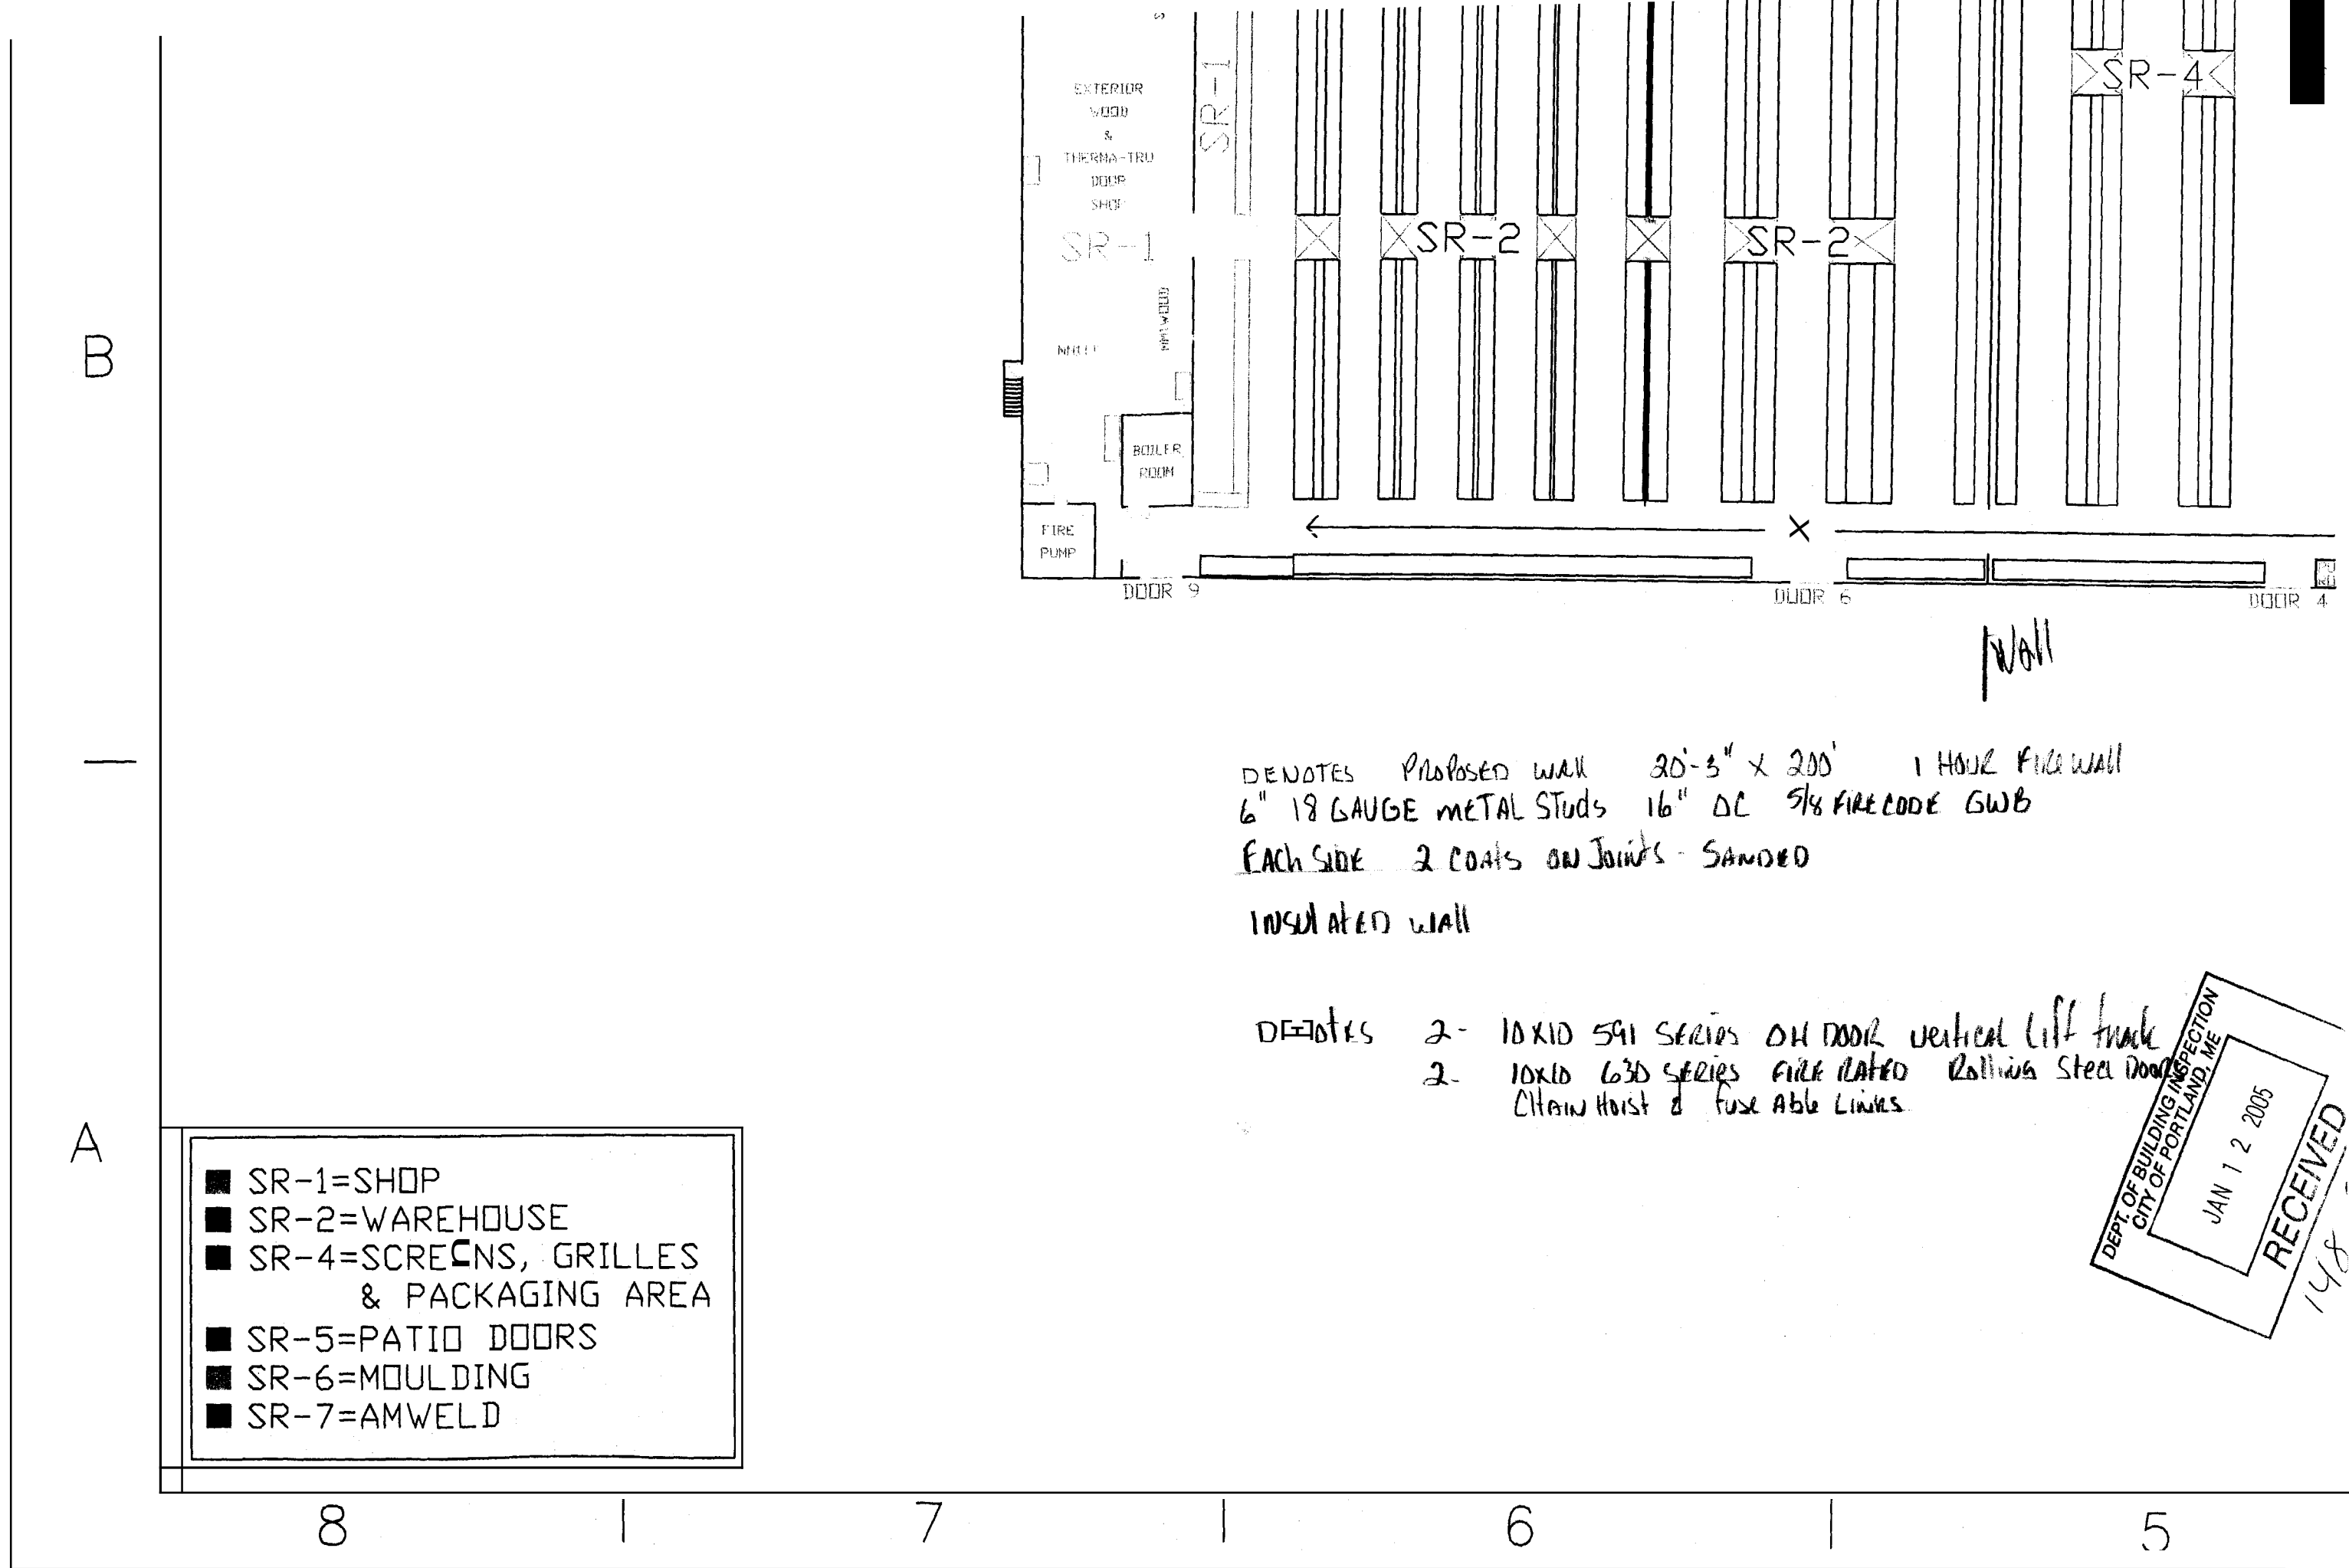 EXTERIOR
WOOD
&
THERMA-TRU
DOOR
SHOP
SR-1
SR-1
SR-4
SR-2
SR-2
BOILER
ROOM
FIRE
PUMP
X
DOOR 9
DOOR 6
DOOR 4
Wall
DENOTES PROPOSED WALL 20'-3" X 200' 1 HOUR FIREWALL
6" 18 GAUGE METAL STUDS 16" OC 5/8 FIRECODE GWB
EACH SIDE 2 COATS ON JOINTS - SANDED
INSULATED WALL
DENOTES 2- 10X10 591 SERIES OH DOOR VERTICAL LIFT TRACK
2- 10X10 630 SERIES FIRE RATED ROLLING STEEL DOOR
CHAIN HOIST & FUSE ABLE LINKS
DEPT. OF BUILDING INSPECTION
CITY OF PORTLAND, ME
JAN 12 2005
RECEIVED
148
SR-1=SHOP
SR-2=WAREHOUSE
SR-4=SCREENS, GRILLES
& PACKAGING AREA
SR-5=PATIO DOORS
SR-6=MOULDING
SR-7=AMWELD
B
A
8
7
6
5